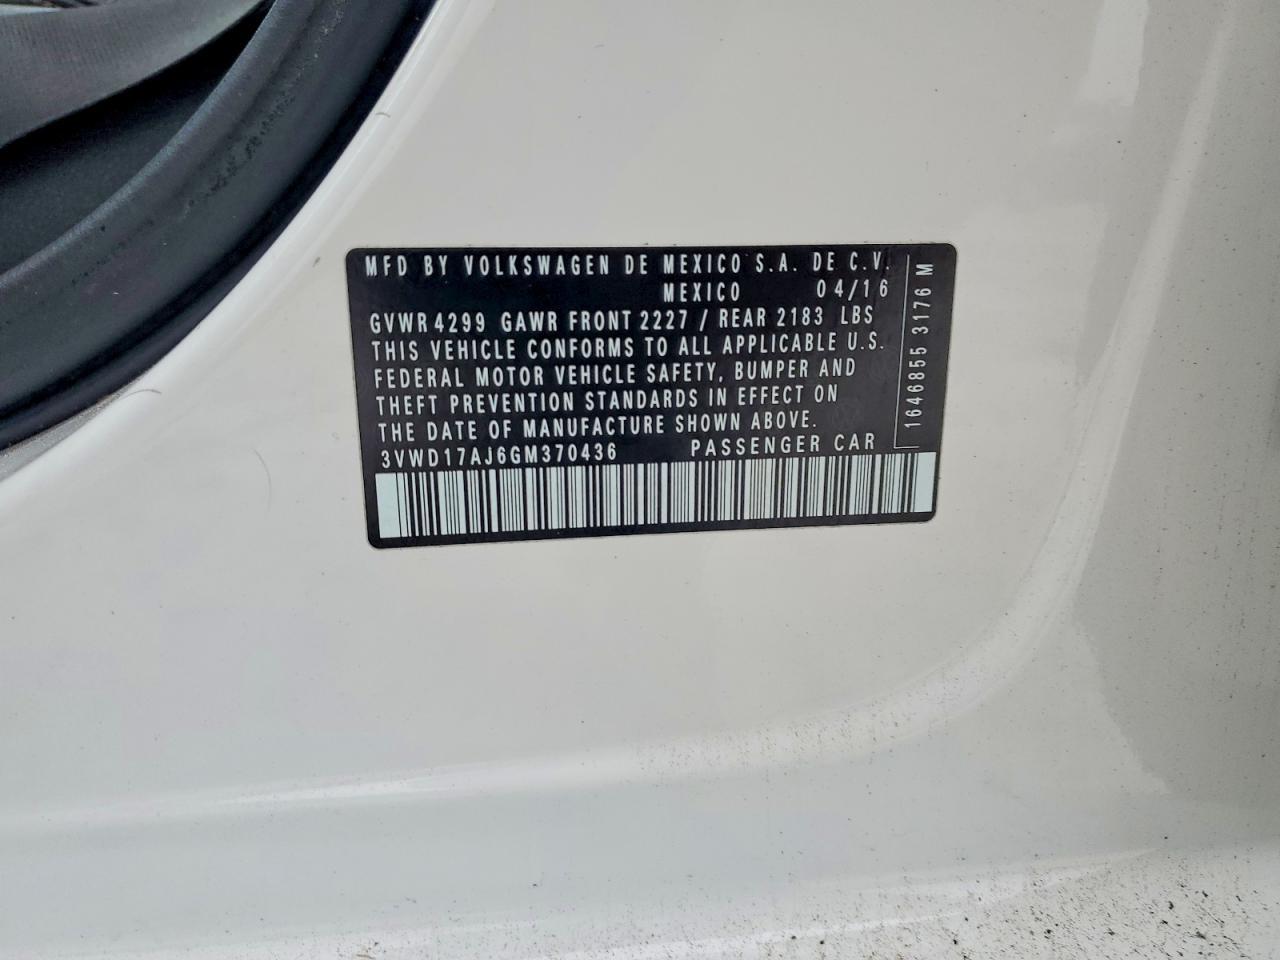 MFD BY VOLKSWAGEN DE MEXICO S.A. DE C.V.
MEXICO 04/16
GVWR 4299 GAWR FRONT 2227 / REAR 2183 LBS
THIS VEHICLE CONFORMS TO ALL APPLICABLE U.S.
FEDERAL MOTOR VEHICLE SAFETY, BUMPER AND
THEFT PREVENTION STANDARDS IN EFFECT ON
THE DATE OF MANUFACTURE SHOWN ABOVE.
3VWD17AJ6GM370436 PASSENGER CAR
1646855 3176 M